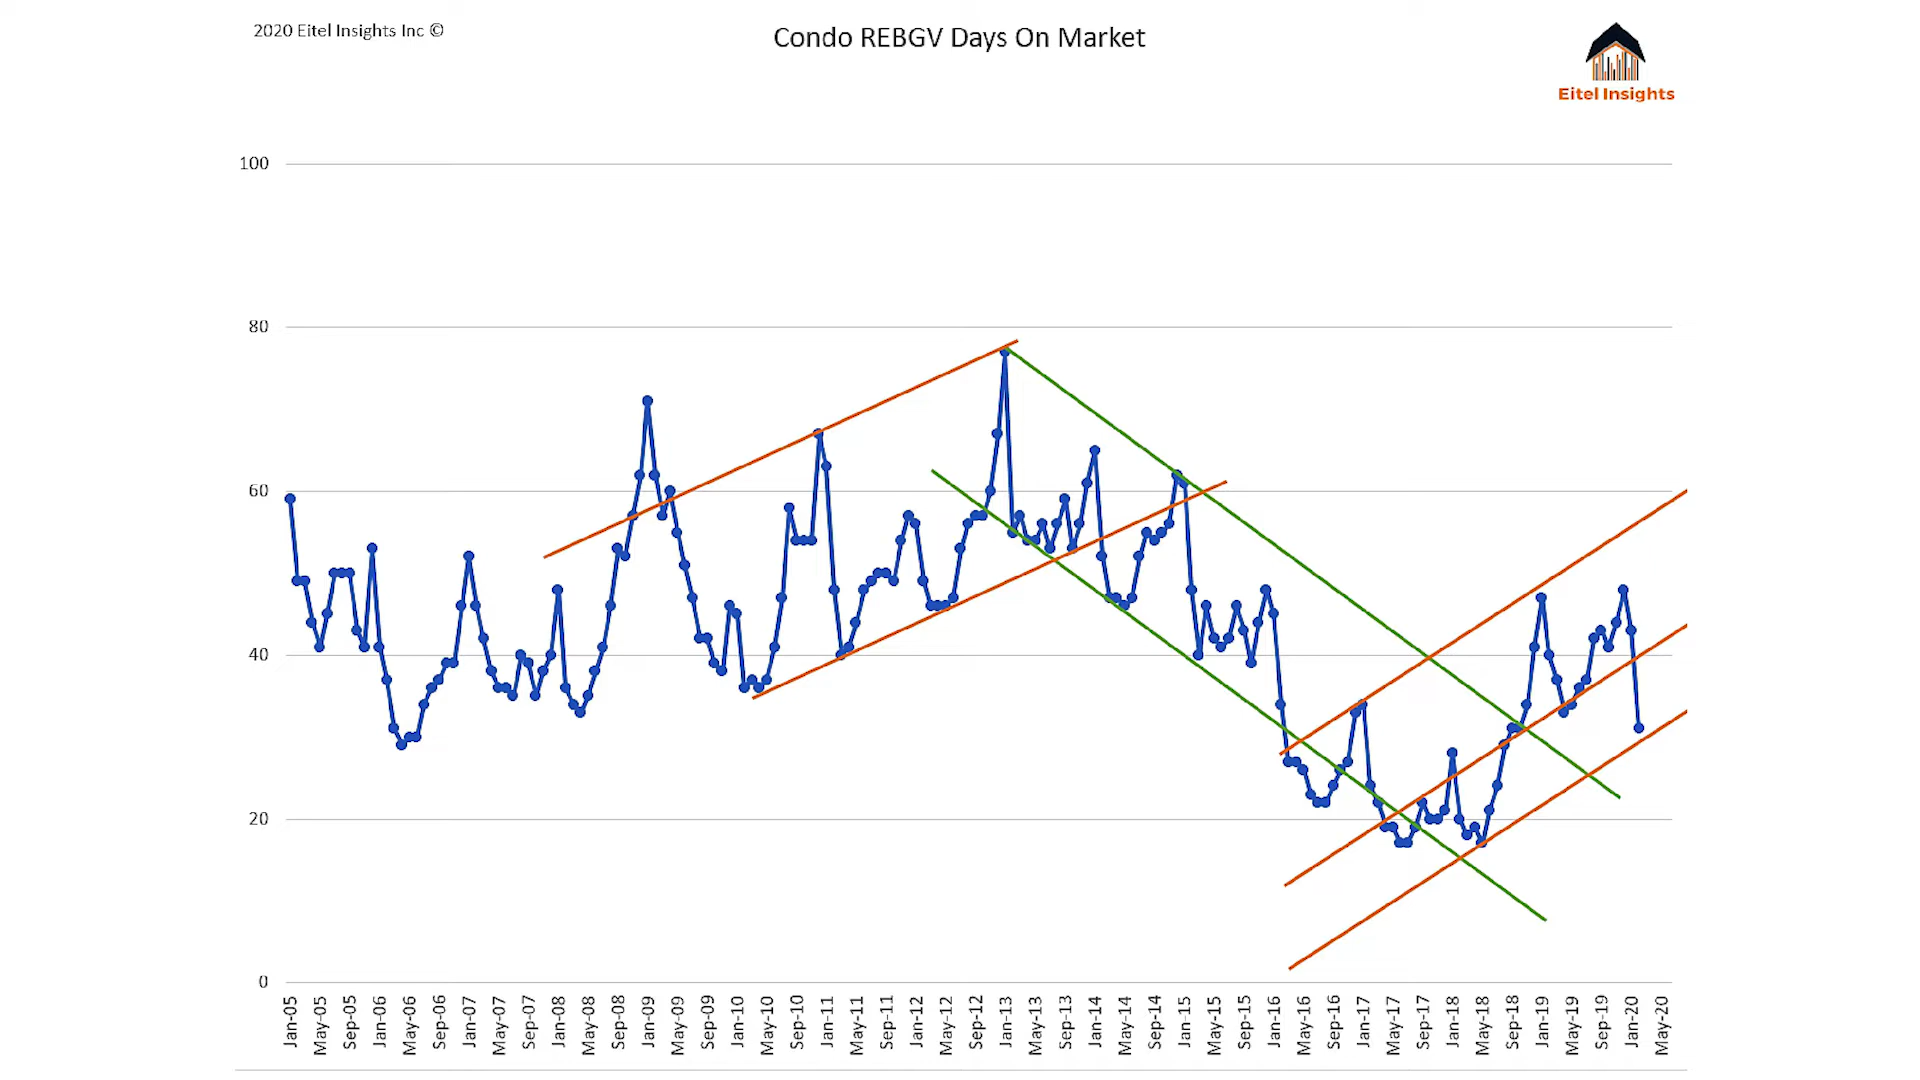 2020 Eitel Insights Inc ©
Condo REBGV Days On Market
Eitel Insights
100
80
60
40
20
0
Jan-05
May-05
Sep-05
Jan-06
May-06
Sep-06
Jan-07
May-07
Sep-07
Jan-08
May-08
Sep-08
Jan-09
May-09
Sep-09
Jan-10
May-10
Sep-10
Jan-11
May-11
Sep-11
Jan-12
May-12
Sep-12
Jan-13
May-13
Sep-13
Jan-14
May-14
Sep-14
Jan-15
May-15
Sep-15
Jan-16
May-16
Sep-16
Jan-17
May-17
Sep-17
Jan-18
May-18
Sep-18
Jan-19
May-19
Sep-19
Jan-20
May-20